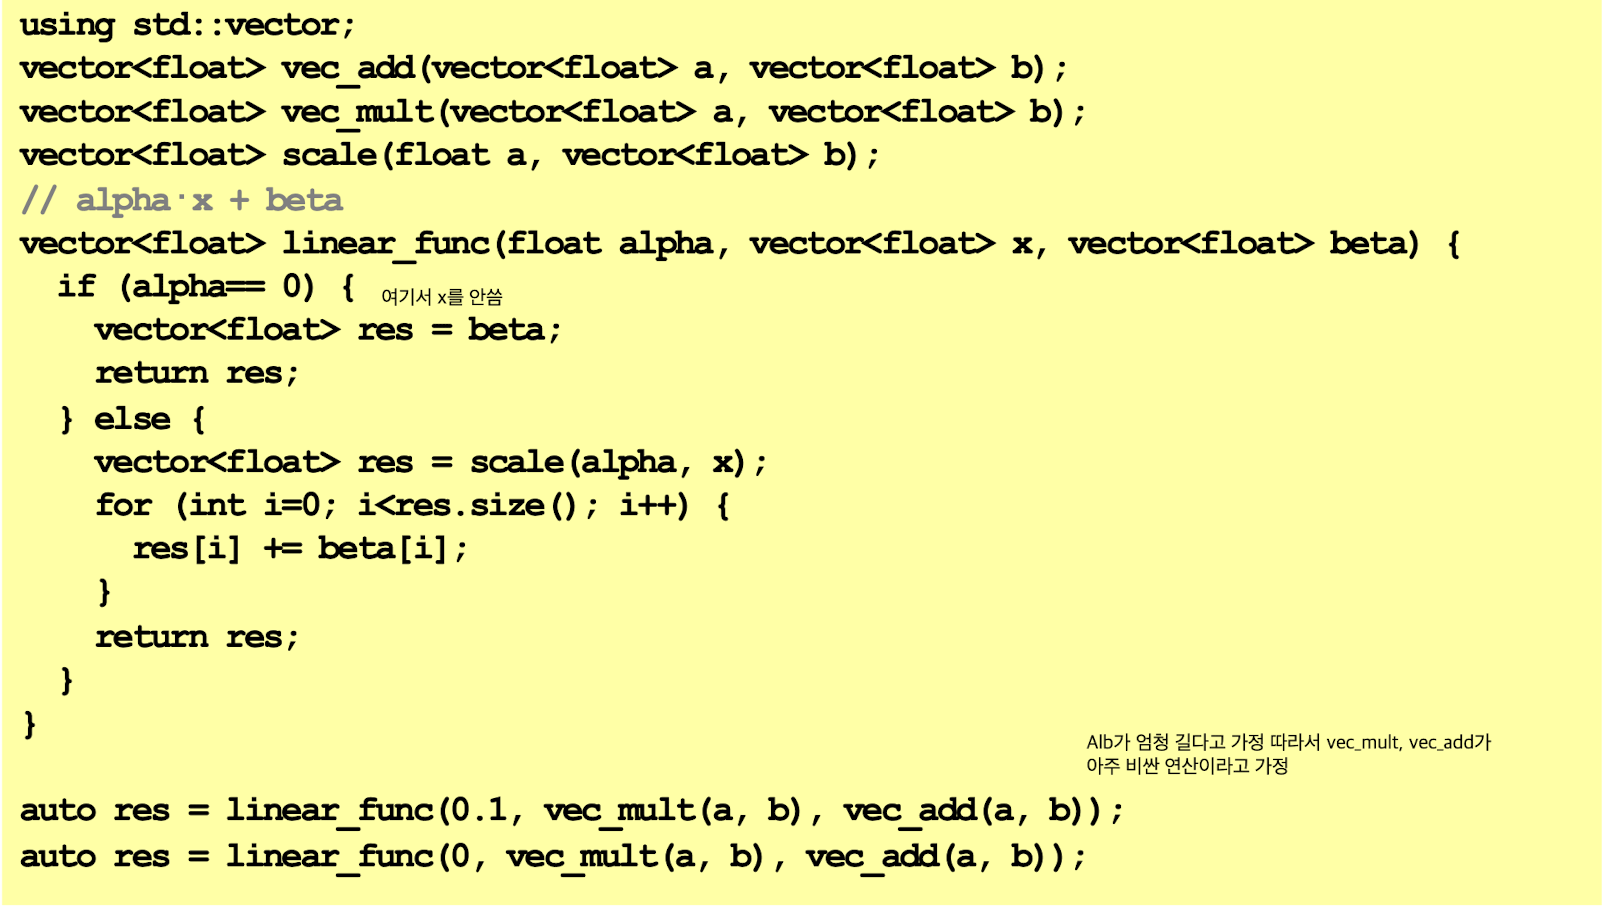 using std::vector;
vector<float> vec_add(vector<float> a, vector<float> b);
vector<float> vec_mult(vector<float> a, vector<float> b);
vector<float> scale(float a, vector<float> b);
// alpha·x + beta
vector<float> linear_func(float alpha, vector<float> x, vector<float> beta) {
  if (alpha== 0) { 여기서 x를 안씀
    vector<float> res = beta;
    return res;
  } else {
    vector<float> res = scale(alpha, x);
    for (int i=0; i<res.size(); i++) {
      res[i] += beta[i];
    }
    return res;
  }
}
Alb가 엄청 길다고 가정 따라서 vec_mult, vec_add가
아주 비싼 연산이라고 가정
auto res = linear_func(0.1, vec_mult(a, b), vec_add(a, b));
auto res = linear_func(0, vec_mult(a, b), vec_add(a, b));